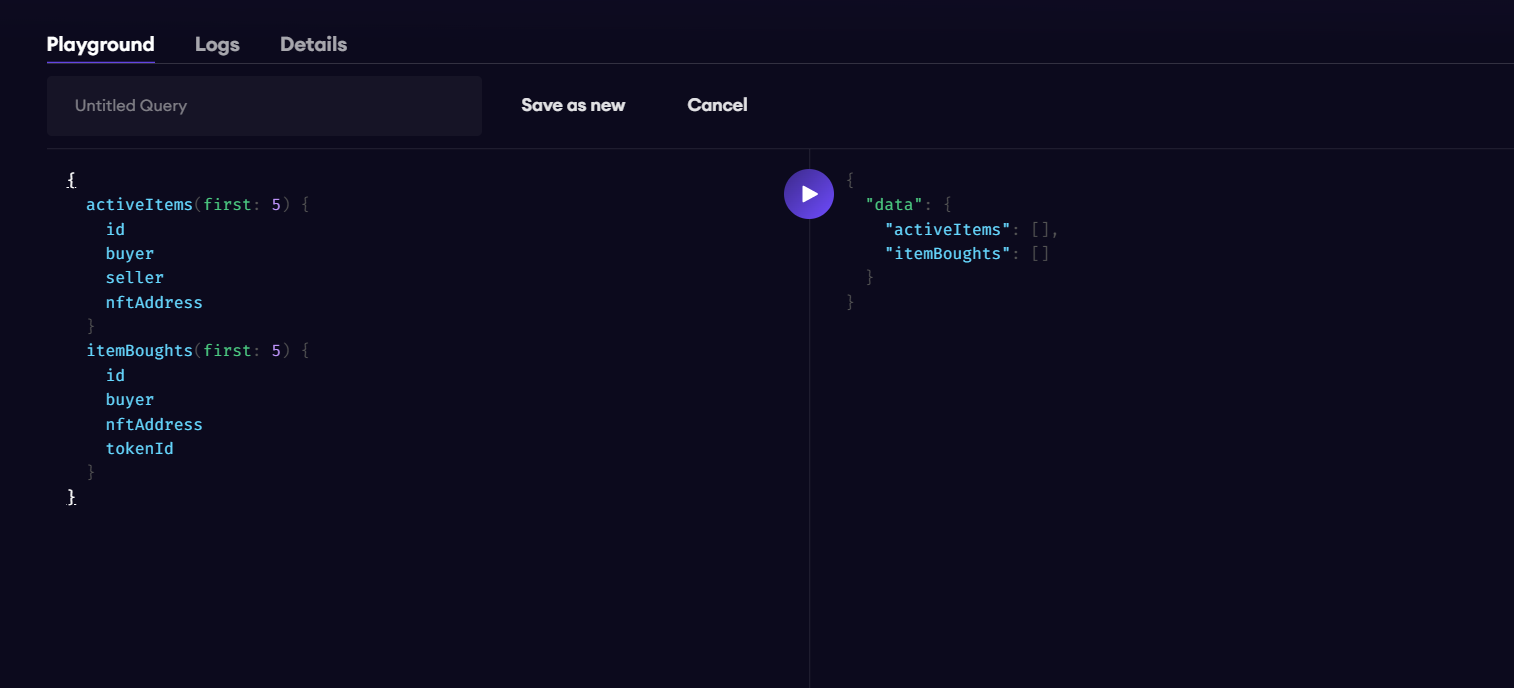 Playground Logs Details
Untitled Query Save as new Cancel
{
activeItems(first: 5) {
id
buyer
seller
nftAddress
}
itemBoughts(first: 5) {
id
buyer
nftAddress
tokenId
}
}
{
"data": {
"activeItems": [],
"itemBoughts": []
}
}